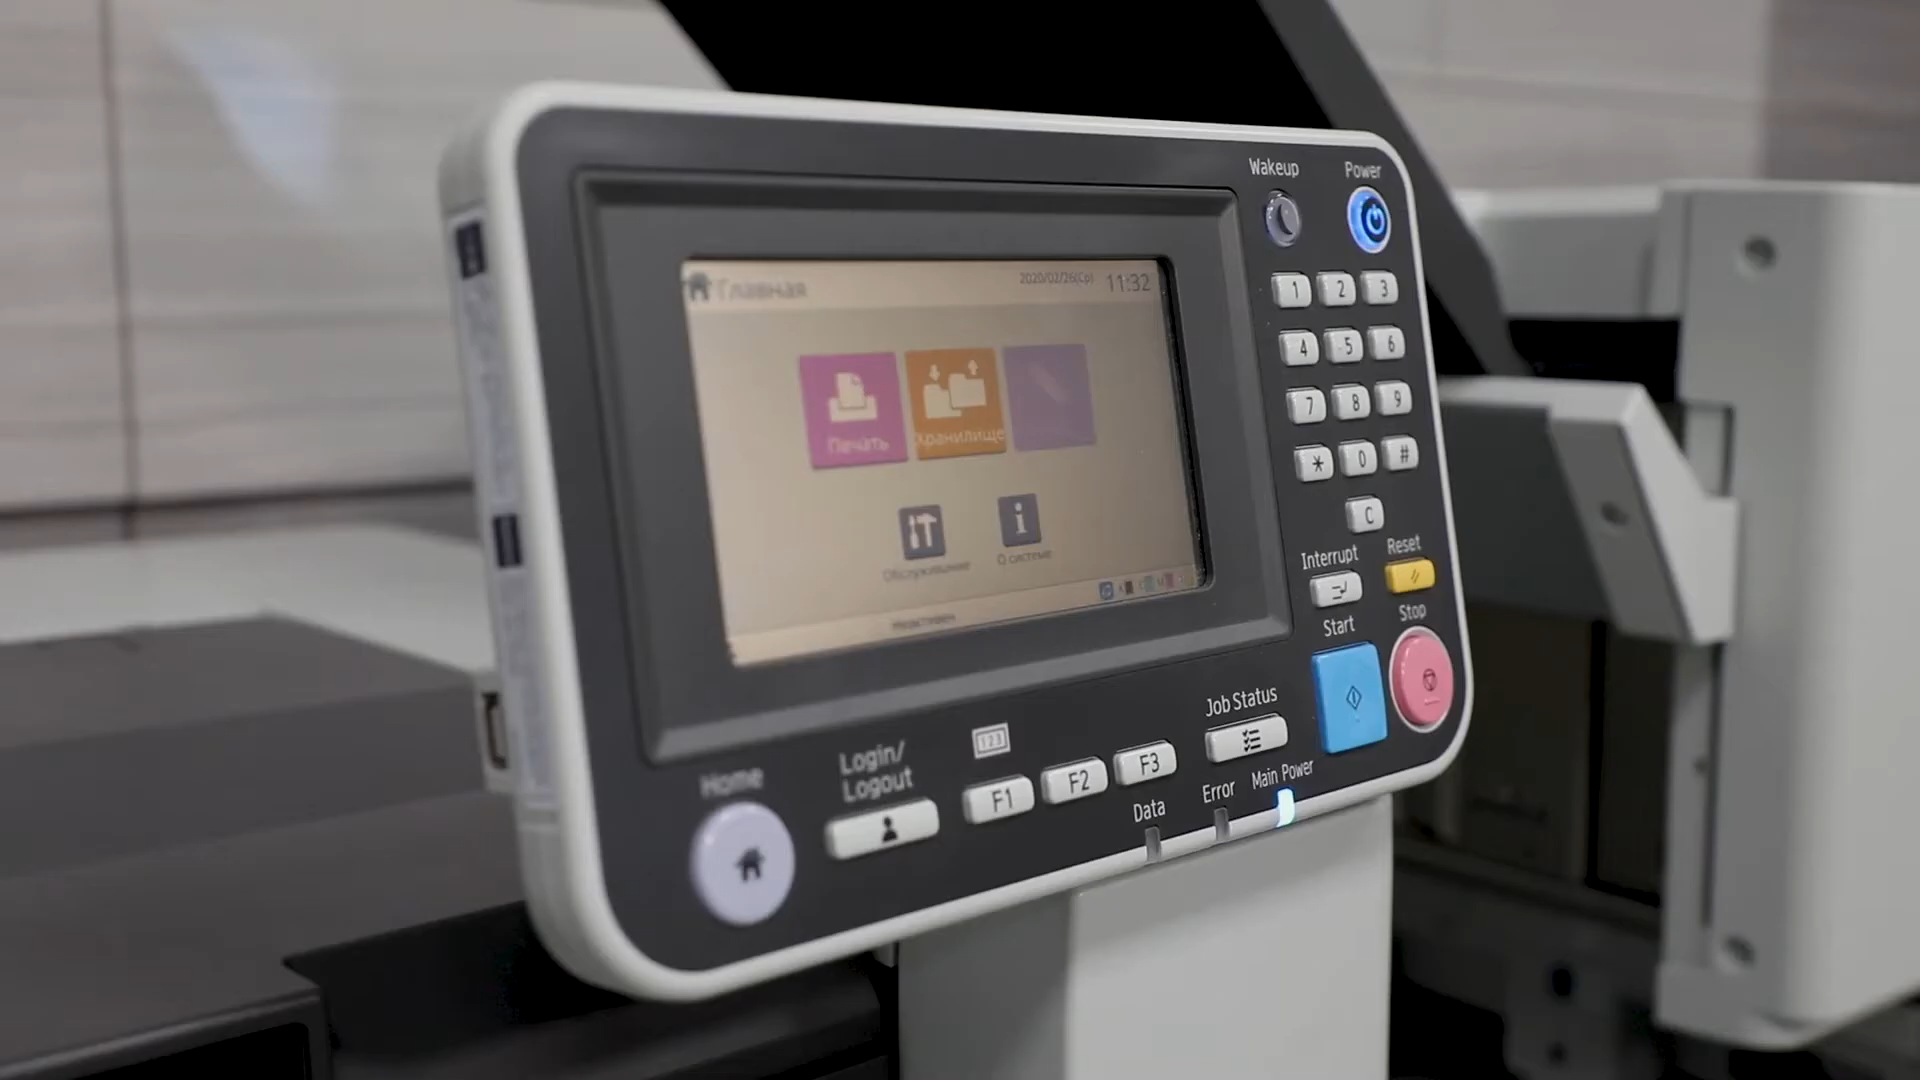 Wakeup Power
Главная 2020/02/26(Ср) 11:32
1 2 3
4 5 6
7 8 9
* 0 #
C
Печать Хранилище
Обслуживание О системе
Interrupt Reset
Start Stop
Job Status
Home
Login/
Logout
123
F1 F2 F3
Data Error Main Power